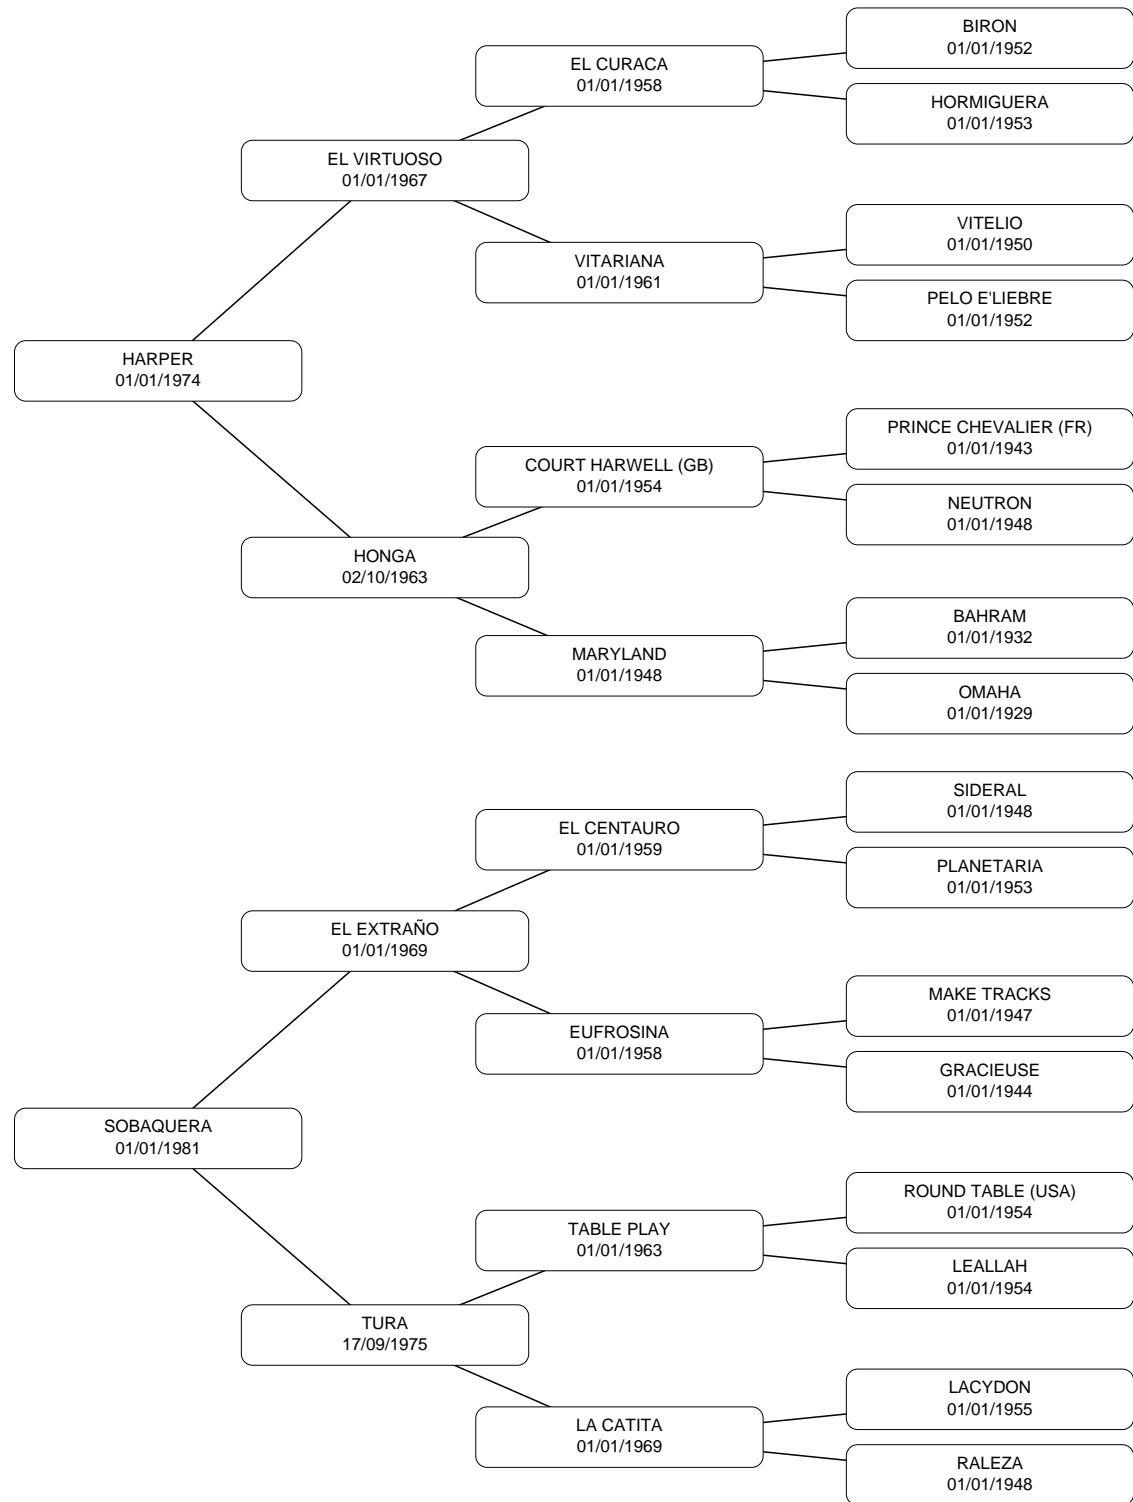 BIRON
01/01/1952
EL CURACA
01/01/1958
HORMIGUERA
01/01/1953
EL VIRTUOSO
01/01/1967
VITELIO
01/01/1950
VITARIANA
01/01/1961
PELO E'LIEBRE
01/01/1952
HARPER
01/01/1974
PRINCE CHEVALIER (FR)
01/01/1943
COURT HARWELL (GB)
01/01/1954
NEUTRON
01/01/1948
HONGA
02/10/1963
BAHRAM
01/01/1932
MARYLAND
01/01/1948
OMAHA
01/01/1929
SIDERAL
01/01/1948
EL CENTAURO
01/01/1959
PLANETARIA
01/01/1953
EL EXTRAÑO
01/01/1969
MAKE TRACKS
01/01/1947
EUFROSINA
01/01/1958
GRACIEUSE
01/01/1944
SOBAQUERA
01/01/1981
ROUND TABLE (USA)
01/01/1954
TABLE PLAY
01/01/1963
LEALLAH
01/01/1954
TURA
17/09/1975
LACYDON
01/01/1955
LA CATITA
01/01/1969
RALEZA
01/01/1948